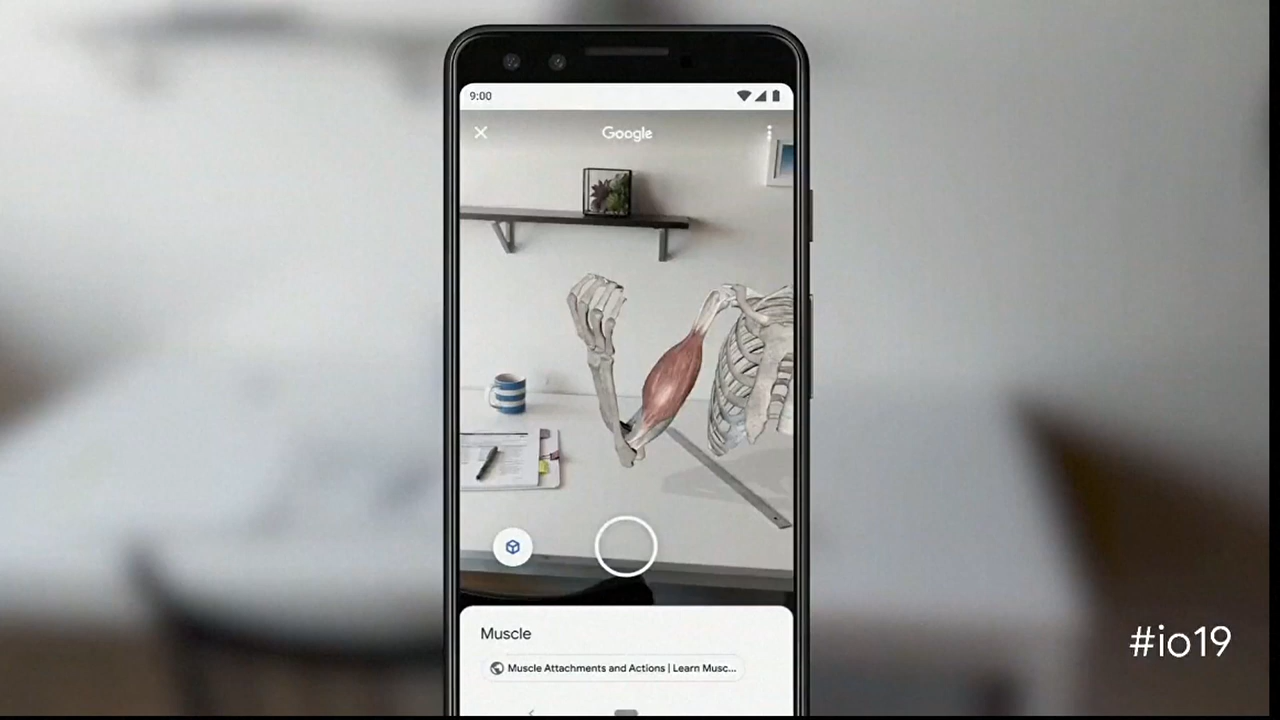 9:00
Google
Muscle
Muscle Attachments and Actions | Learn Musc...
#io19